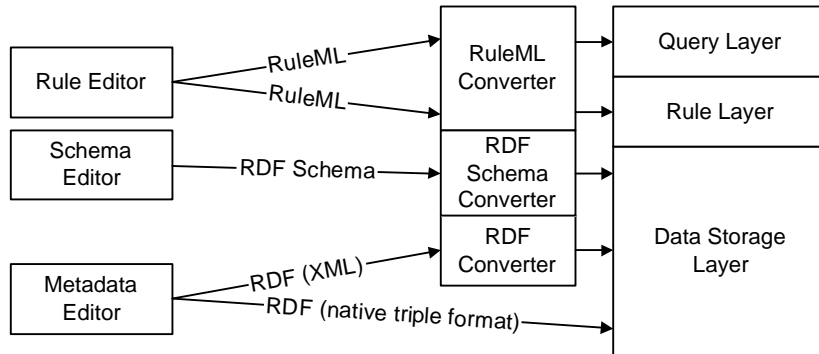 Rule Editor
Schema
Editor
Metadata
Editor
RuleML
RuleML
RDF Schema
RDF (XML)
RDF (native triple format)
RuleML
Converter
RDF
Schema
Converter
RDF
Converter
Query Layer
Rule Layer
Data Storage
Layer